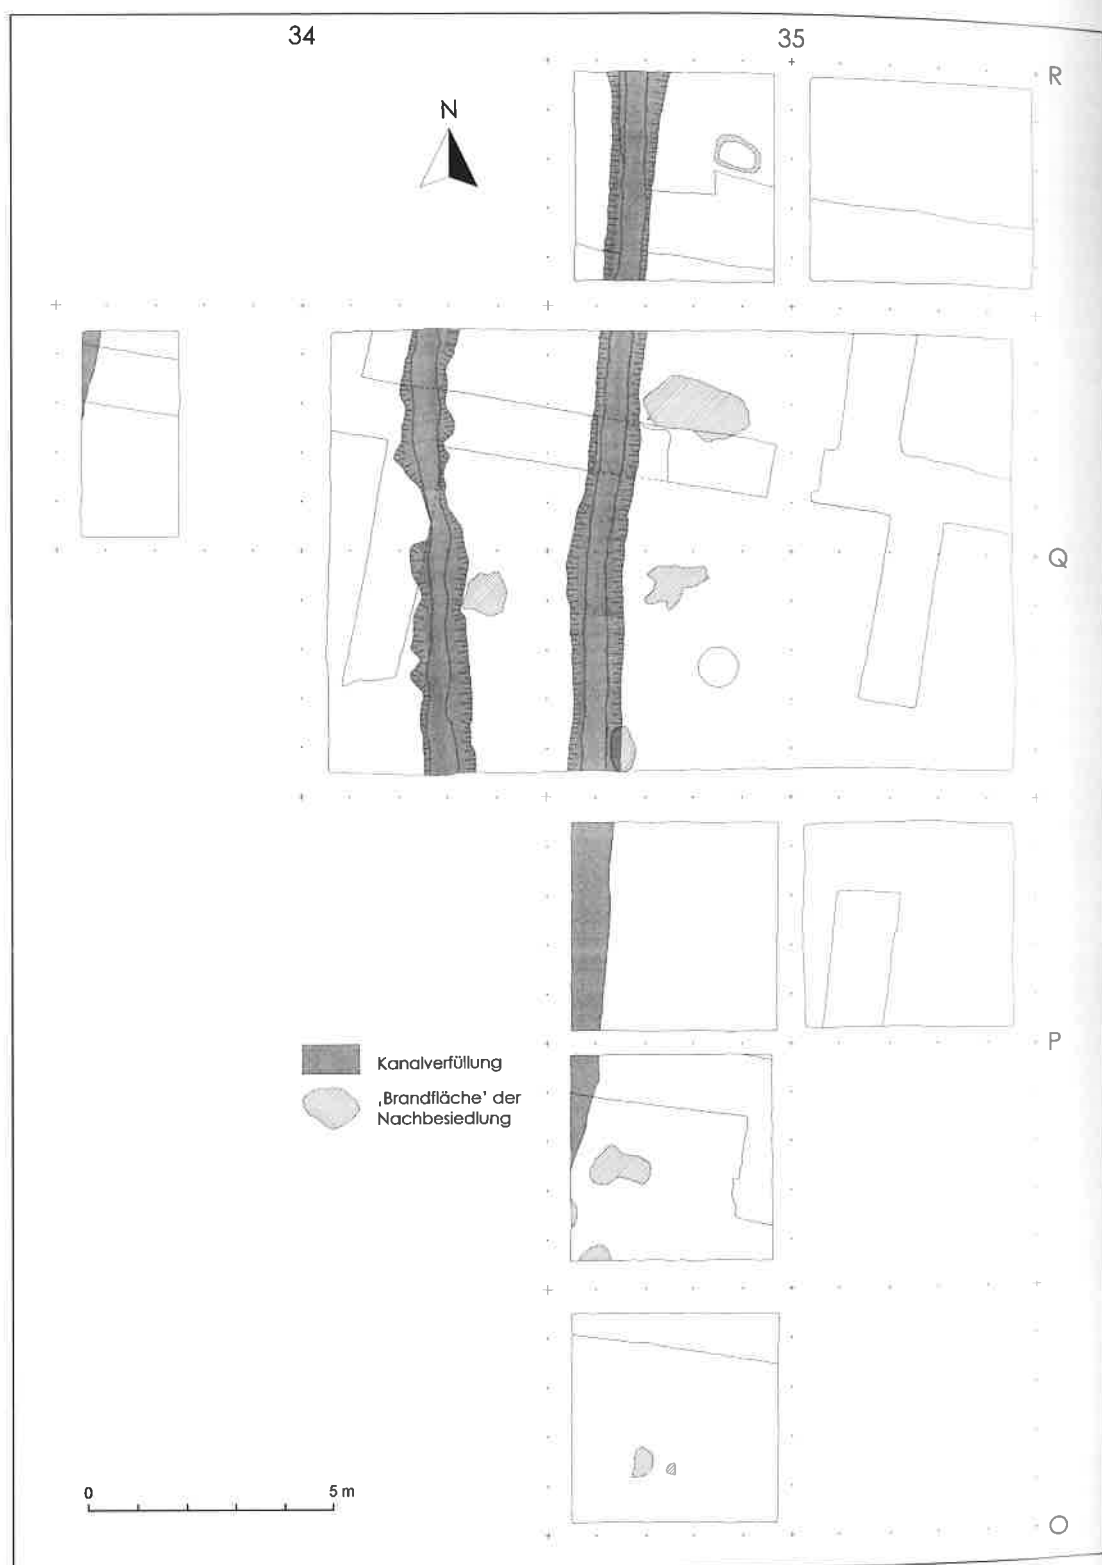 34
35
R
N
Q
P
Kanalverfüllung
‚Brandfläche' der
Nachbesiedlung
0
5 m
O